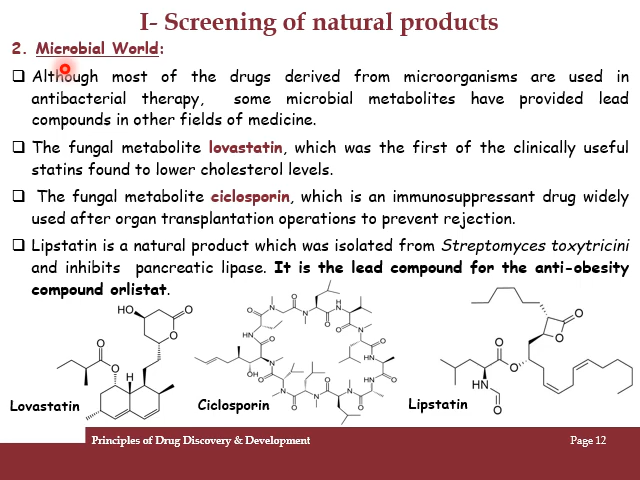 I- Screening of natural products
2. Microbial World:
❑ Although most of the drugs derived from microorganisms are used in
antibacterial therapy, some microbial metabolites have provided lead
compounds in other fields of medicine.
❑ The fungal metabolite lovastatin, which was the first of the clinically useful
statins found to lower cholesterol levels.
❑ The fungal metabolite ciclosporin, which is an immunosuppressant drug widely
used after organ transplantation operations to prevent rejection.
❑ Lipstatin is a natural product which was isolated from Streptomyces toxytricini
and inhibits pancreatic lipase. It is the lead compound for the anti-obesity
compound orlistat.
Lovastatin
Ciclosporin
Lipstatin
Principles of Drug Discovery & Development
Page 12